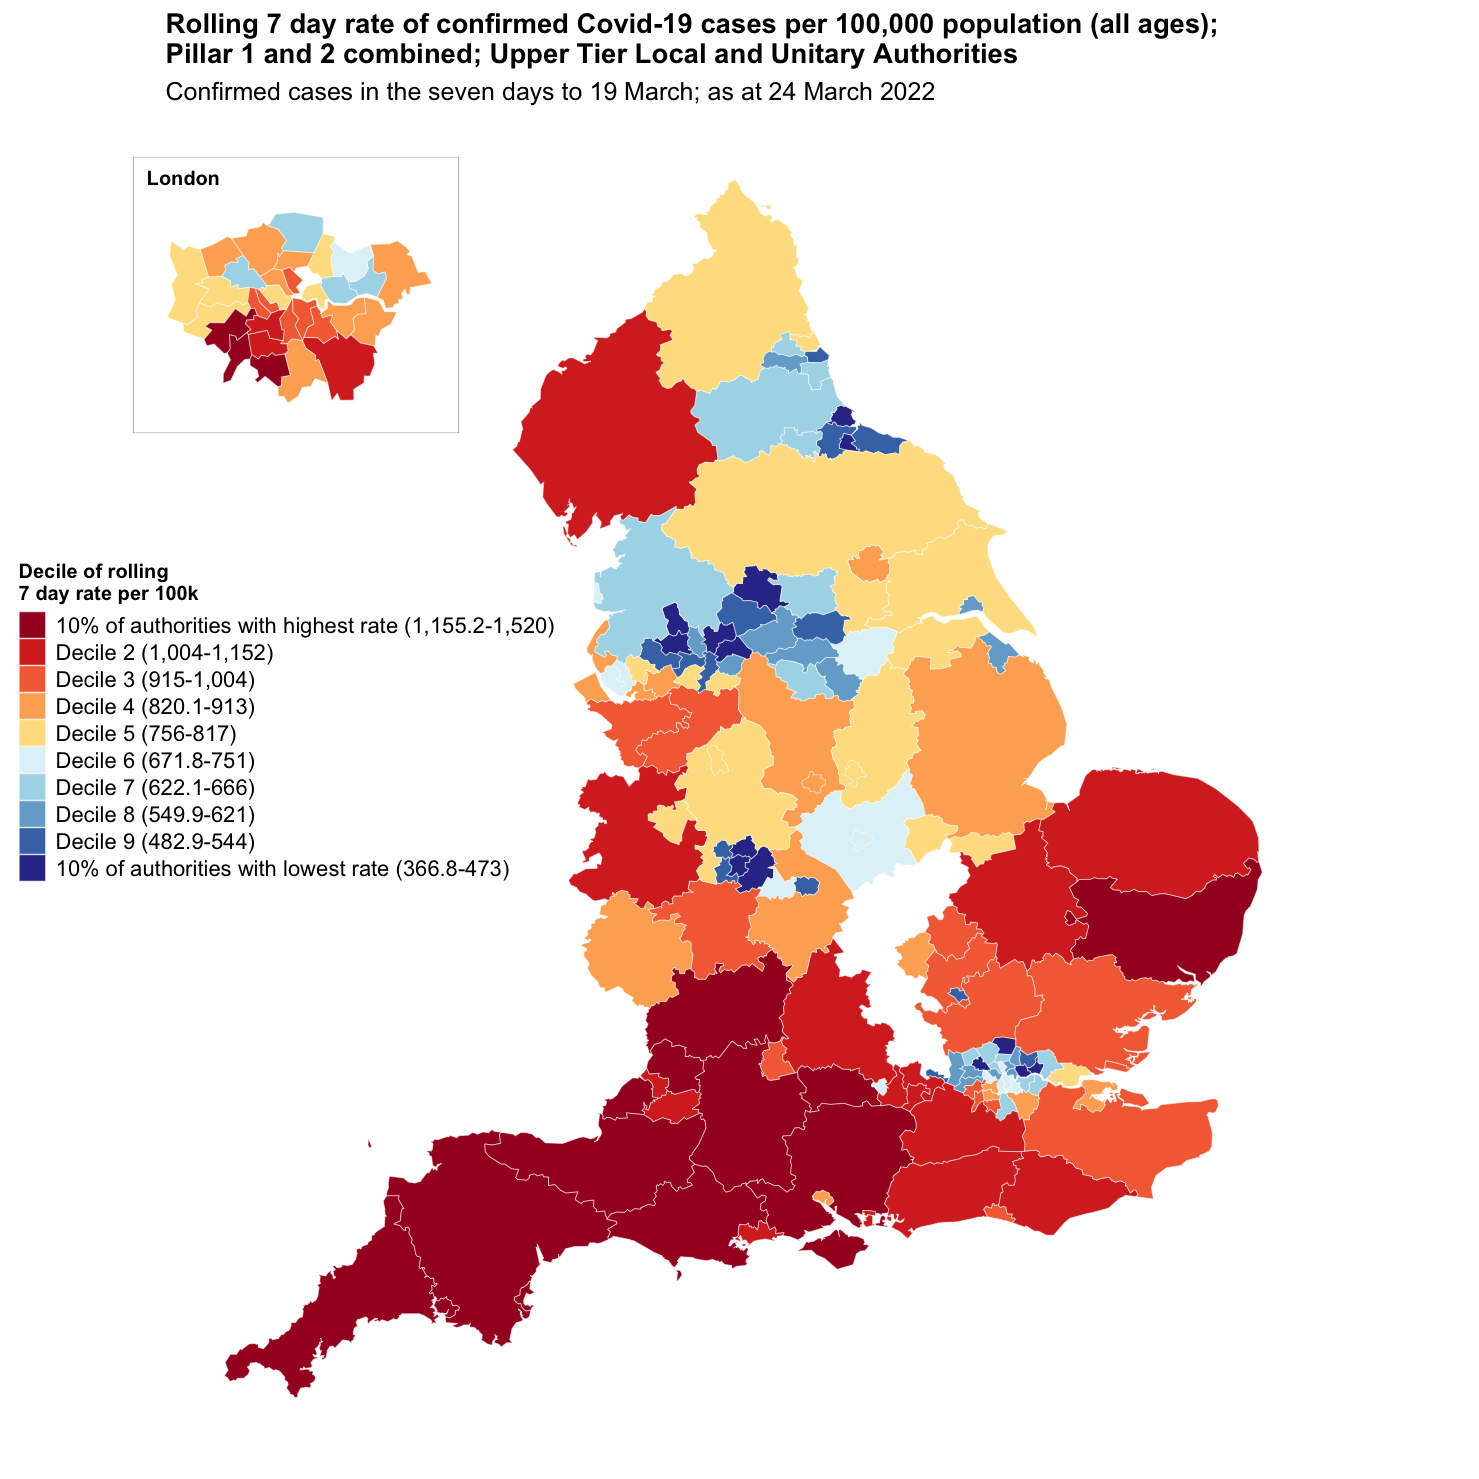 Rolling 7 day rate of confirmed Covid-19 cases per 100,000 population (all ages);
Pillar 1 and 2 combined; Upper Tier Local and Unitary Authorities
Confirmed cases in the seven days to 19 March; as at 24 March 2022
London
Decile of rolling
7 day rate per 100k
10% of authorities with highest rate (1,155.2-1,520)
Decile 2 (1,004-1,152)
Decile 3 (915-1,004)
Decile 4 (820.1-913)
Decile 5 (756-817)
Decile 6 (671.8-751)
Decile 7 (622.1-666)
Decile 8 (549.9-621)
Decile 9 (482.9-544)
10% of authorities with lowest rate (366.8-473)